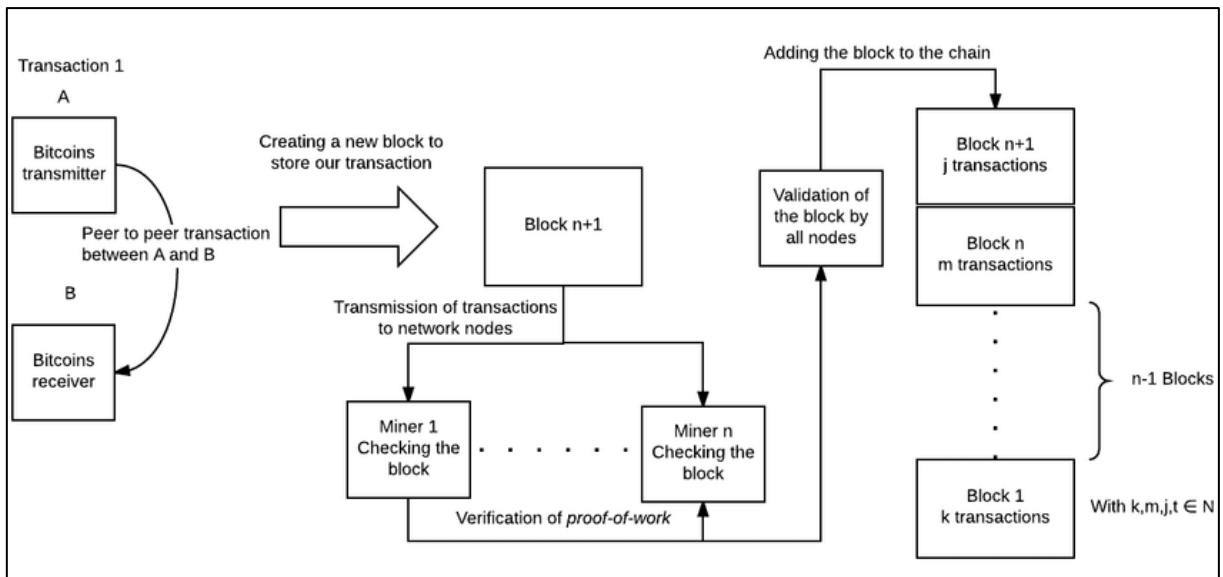 Transaction 1
A
Bitcoins
transmitter
Peer to peer transaction
between A and B
B
Bitcoins
receiver
Creating a new block to
store our transaction
Block n+1
Transmission of transactions
to network nodes
Miner 1
Checking the
block
Miner n
Checking the
block
Verification of proof-of-work
Validation of
the block by
all nodes
Adding the block to the chain
Block n+1
j transactions
Block n
m transactions
n-1 Blocks
Block 1
k transactions
With k,m,j,t ∈ N